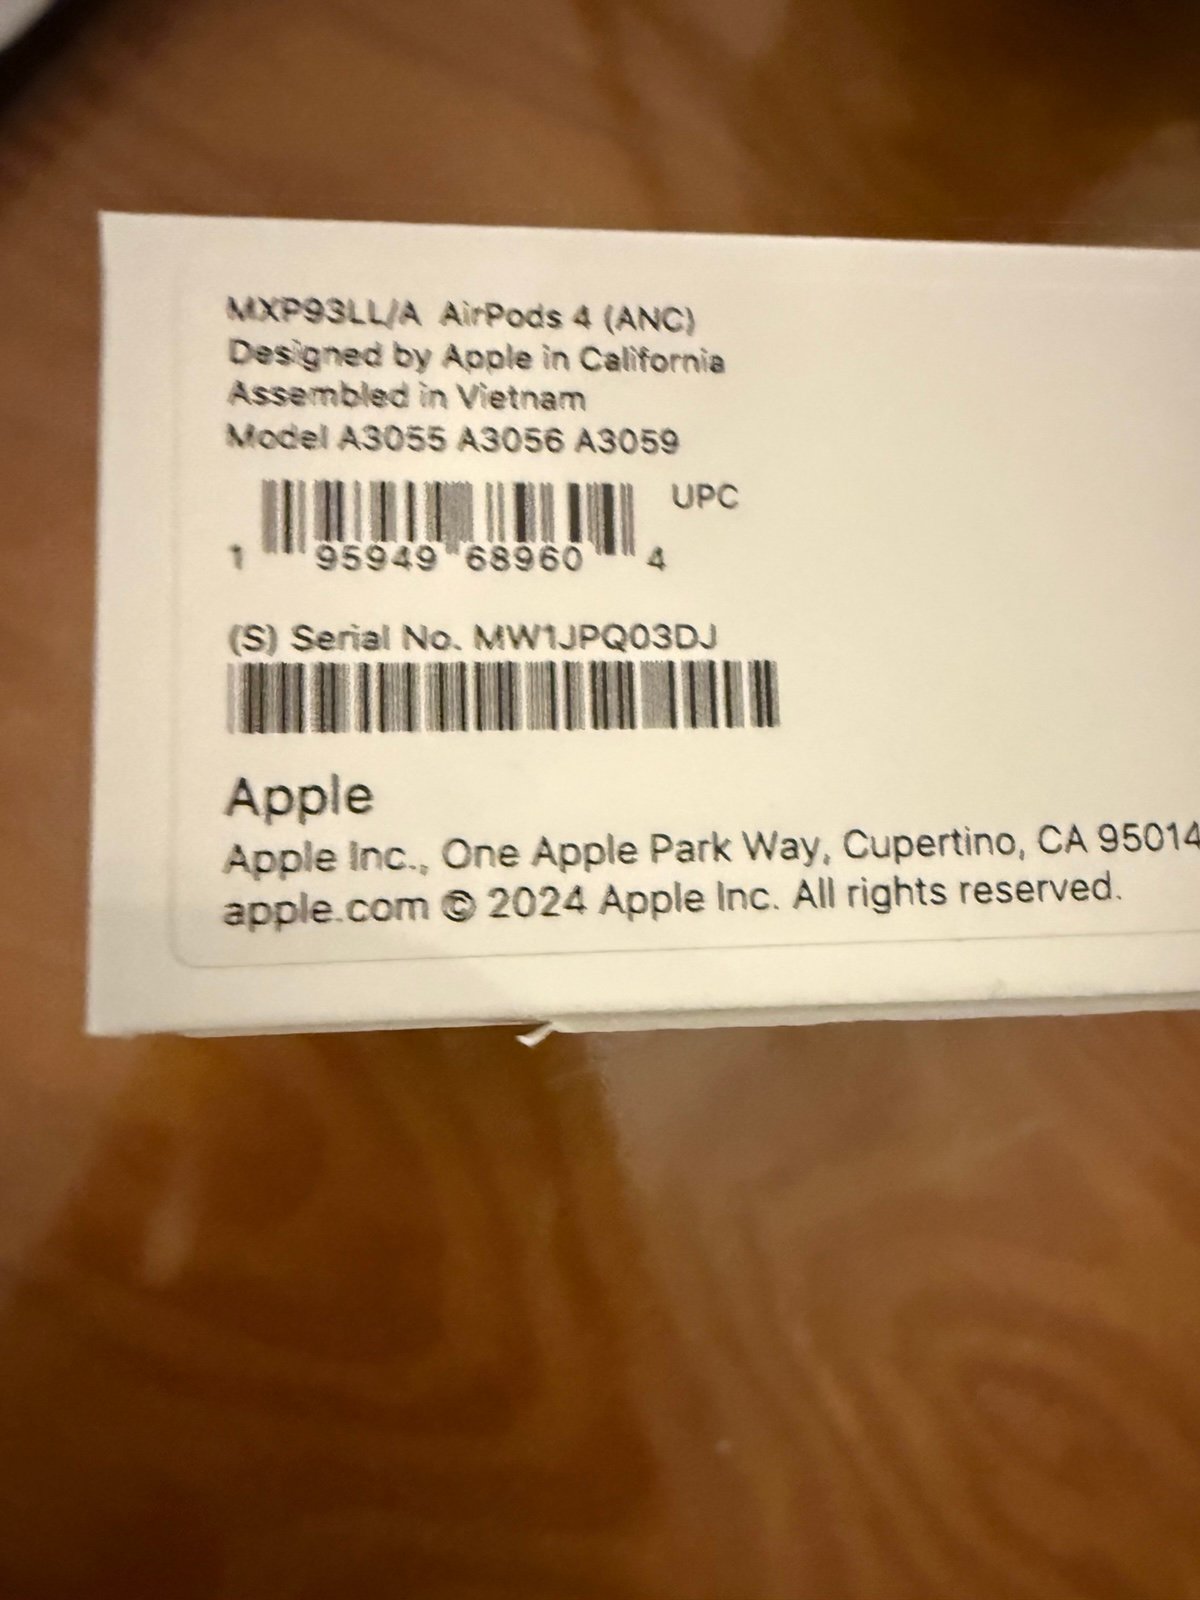 MXP93LL/A AirPods 4 (ANC)
Designed by Apple in California
Assembled in Vietnam
Model A3055 A3056 A3059
UPC
1 95949 68960 4
(S) Serial No. MW1JPQ03DJ
Apple
Apple Inc., One Apple Park Way, Cupertino, CA 95014
apple.com © 2024 Apple Inc. All rights reserved.